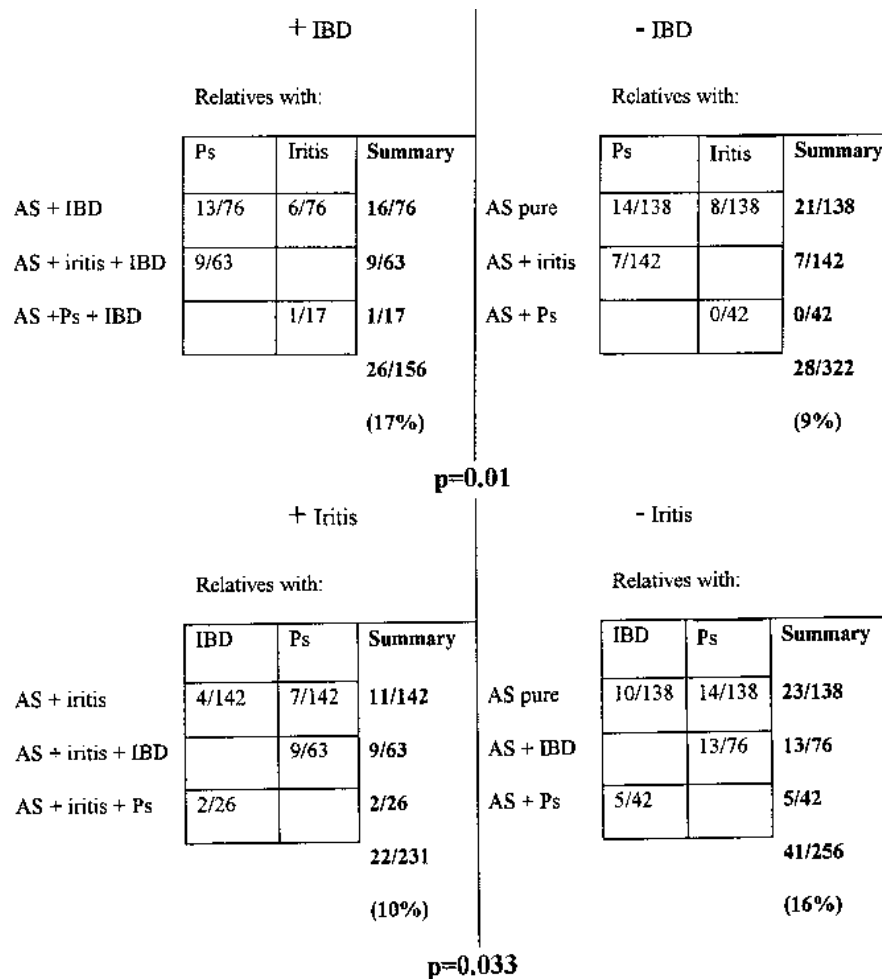 + IBD - IBD
Relatives with: Relatives with:
Ps Iritis Summary Ps Iritis Summary
AS + IBD 13/76 6/76 16/76 AS pure 14/138 8/138 21/138
AS + iritis + IBD 9/63 9/63 AS + iritis 7/142 7/142
AS +Ps + IBD 1/17 1/17 AS + Ps 0/42 0/42
26/156 28/322
(17%) (9%)
p=0.01
+ Iritis - Iritis
Relatives with: Relatives with:
IBD Ps Summary IBD Ps Summary
AS + iritis 4/142 7/142 11/142 AS pure 10/138 14/138 23/138
AS + iritis + IBD 9/63 9/63 AS + IBD 13/76 13/76
AS + iritis + Ps 2/26 2/26 AS + Ps 5/42 5/42
22/231 41/256
(10%) (16%)
p=0.033